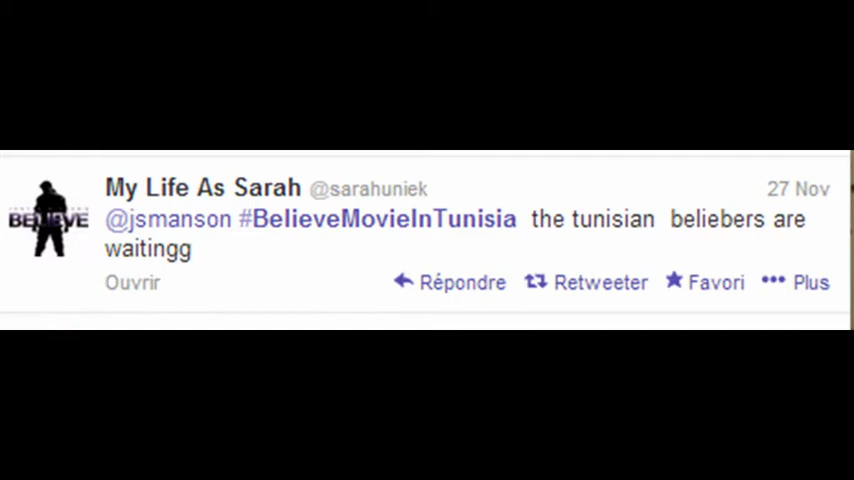 My Life As Sarah @sarahuniek 27 Nov
BELIEVE
@jsmanson #BelieveMovieInTunisia the tunisian beliebers are
waitingg
Ouvrir Répondre Retweeter Favori Plus